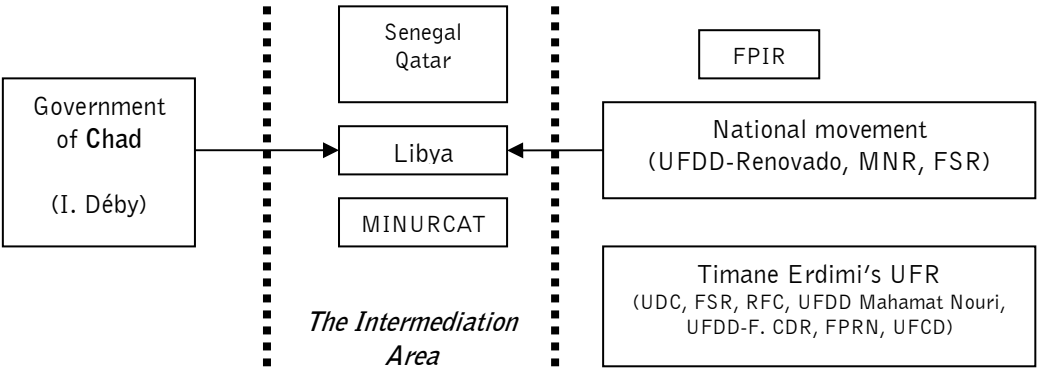 Government
of Chad
(I. Déby)
Senegal
Qatar
Libya
MINURCAT
The Intermediation
Area
FPIR
National movement
(UFDD-Renovado, MNR, FSR)
Timane Erdimi's UFR
(UDC, FSR, RFC, UFDD Mahamat Nouri,
UFDD-F. CDR, FPRN, UFCD)